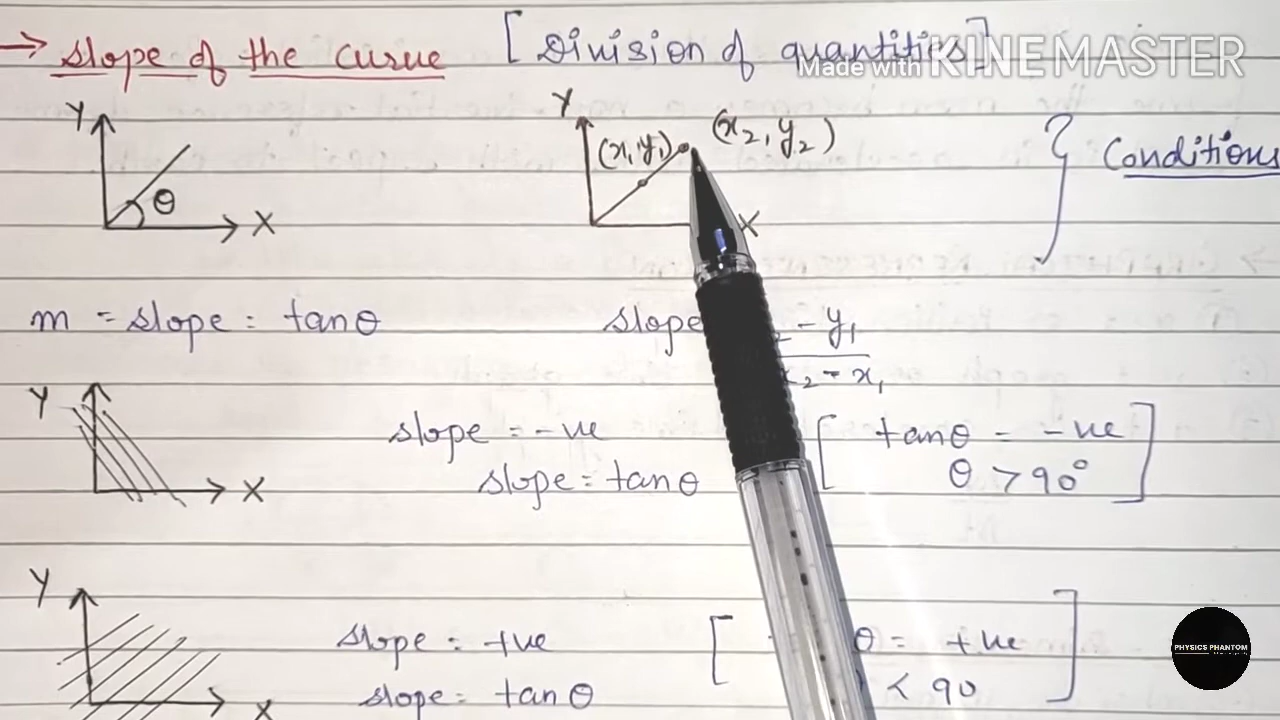 → Slope of the curve [Division of quantities]
Made with KINEMASTER
Y Y
(x1, y1) (x2, y2)
θ X X } Conditions
m = slope = tanθ slope - y1
x2 - x1
Y
slope = -ve [ tanθ = -ve
X slope = tanθ θ > 90° ]
Y
slope = +ve [ θ = +ve
X slope = tanθ < 90 ]
PHYSICS PHANTOM